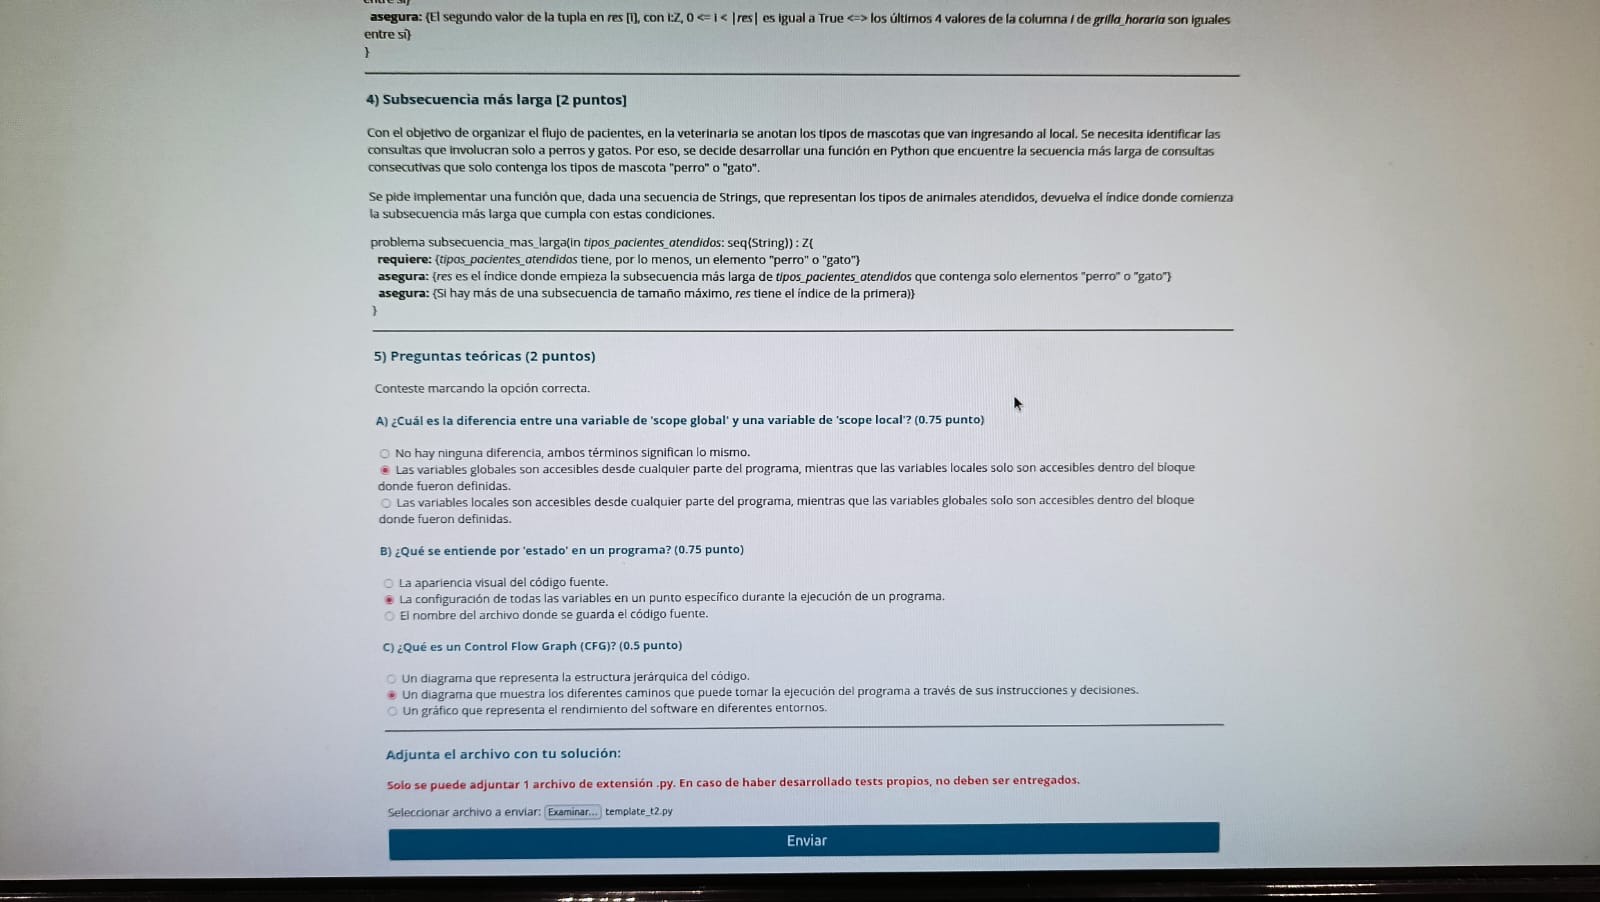 asegura: {El segundo valor de la tupla en res [i], con i:Z, 0 <= i < |res| es igual a True <=> los últimos 4 valores de la columna i de grilla_horaria son iguales
entre sí}
}
4) Subsecuencia más larga [2 puntos]
Con el objetivo de organizar el flujo de pacientes, en la veterinaria se anotan los tipos de mascotas que van ingresando al local. Se necesita identificar las
consultas que involucran solo a perros y gatos. Por eso, se decide desarrollar una función en Python que encuentre la secuencia más larga de consultas
consecutivas que solo contenga los tipos de mascota "perro" o "gato".
Se pide implementar una función que, dada una secuencia de Strings, que representan los tipos de animales atendidos, devuelva el índice donde comienza
la subsecuencia más larga que cumpla con estas condiciones.
problema subsecuencia_mas_larga(in tipos_pacientes_atendidos: seq⟨String⟩) : Z{
requiere: {tipos_pacientes_atendidos tiene, por lo menos, un elemento "perro" o "gato"}
asegura: {res es el índice donde empieza la subsecuencia más larga de tipos_pacientes_atendidos que contenga solo elementos "perro" o "gato"}
asegura: {Si hay más de una subsecuencia de tamaño máximo, res tiene el índice de la primera)}
}
5) Preguntas teóricas (2 puntos)
Conteste marcando la opción correcta.
A) ¿Cuál es la diferencia entre una variable de 'scope global' y una variable de 'scope local'? (0.75 punto)
No hay ninguna diferencia, ambos términos significan lo mismo.
Las variables globales son accesibles desde cualquier parte del programa, mientras que las variables locales solo son accesibles dentro del bloque
donde fueron definidas.
Las variables locales son accesibles desde cualquier parte del programa, mientras que las variables globales solo son accesibles dentro del bloque
donde fueron definidas.
B) ¿Qué se entiende por 'estado' en un programa? (0.75 punto)
La apariencia visual del código fuente.
La configuración de todas las variables en un punto específico durante la ejecución de un programa.
El nombre del archivo donde se guarda el código fuente.
C) ¿Qué es un Control Flow Graph (CFG)? (0.5 punto)
Un diagrama que representa la estructura jerárquica del código.
Un diagrama que muestra los diferentes caminos que puede tomar la ejecución del programa a través de sus instrucciones y decisiones.
Un gráfico que representa el rendimiento del software en diferentes entornos.
Adjunta el archivo con tu solución:
Solo se puede adjuntar 1 archivo de extensión .py. En caso de haber desarrollado tests propios, no deben ser entregados.
Seleccionar archivo a enviar: Examinar... template_t2.py
Enviar